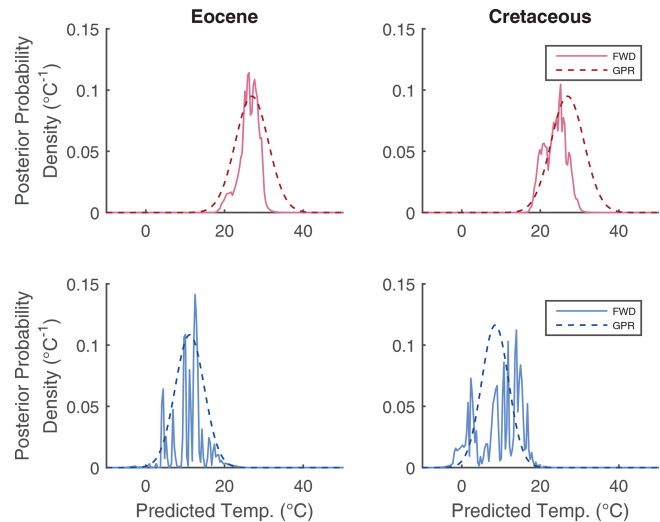 Eocene
Cretaceous
Posterior Probability
Density (°C-1)
0.15
0.1
0.05
0
0 20 40
0.15
0.1
0.05
0
0 20 40
FWD
GPR
Posterior Probability
Density (°C-1)
0.15
0.1
0.05
0
0 20 40
Predicted Temp. (°C)
0.15
0.1
0.05
0
0 20 40
Predicted Temp. (°C)
FWD
GPR